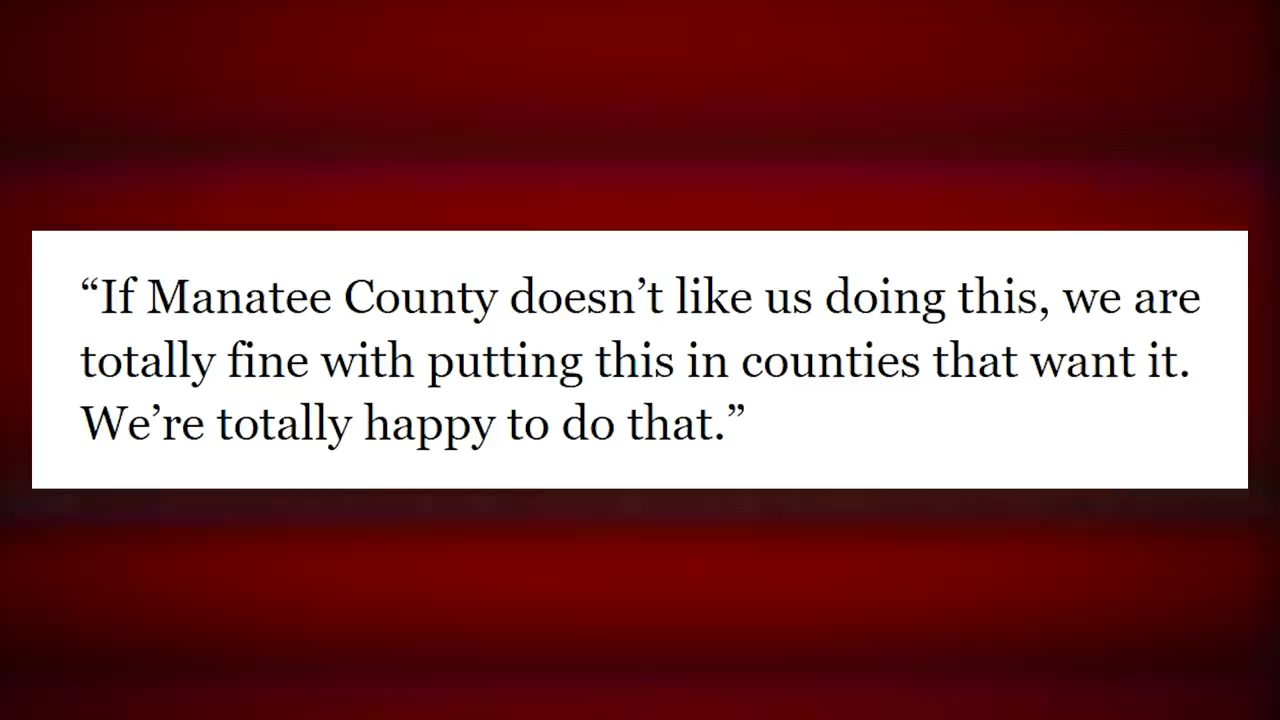 “If Manatee County doesn’t like us doing this, we are
totally fine with putting this in counties that want it.
We’re totally happy to do that.”